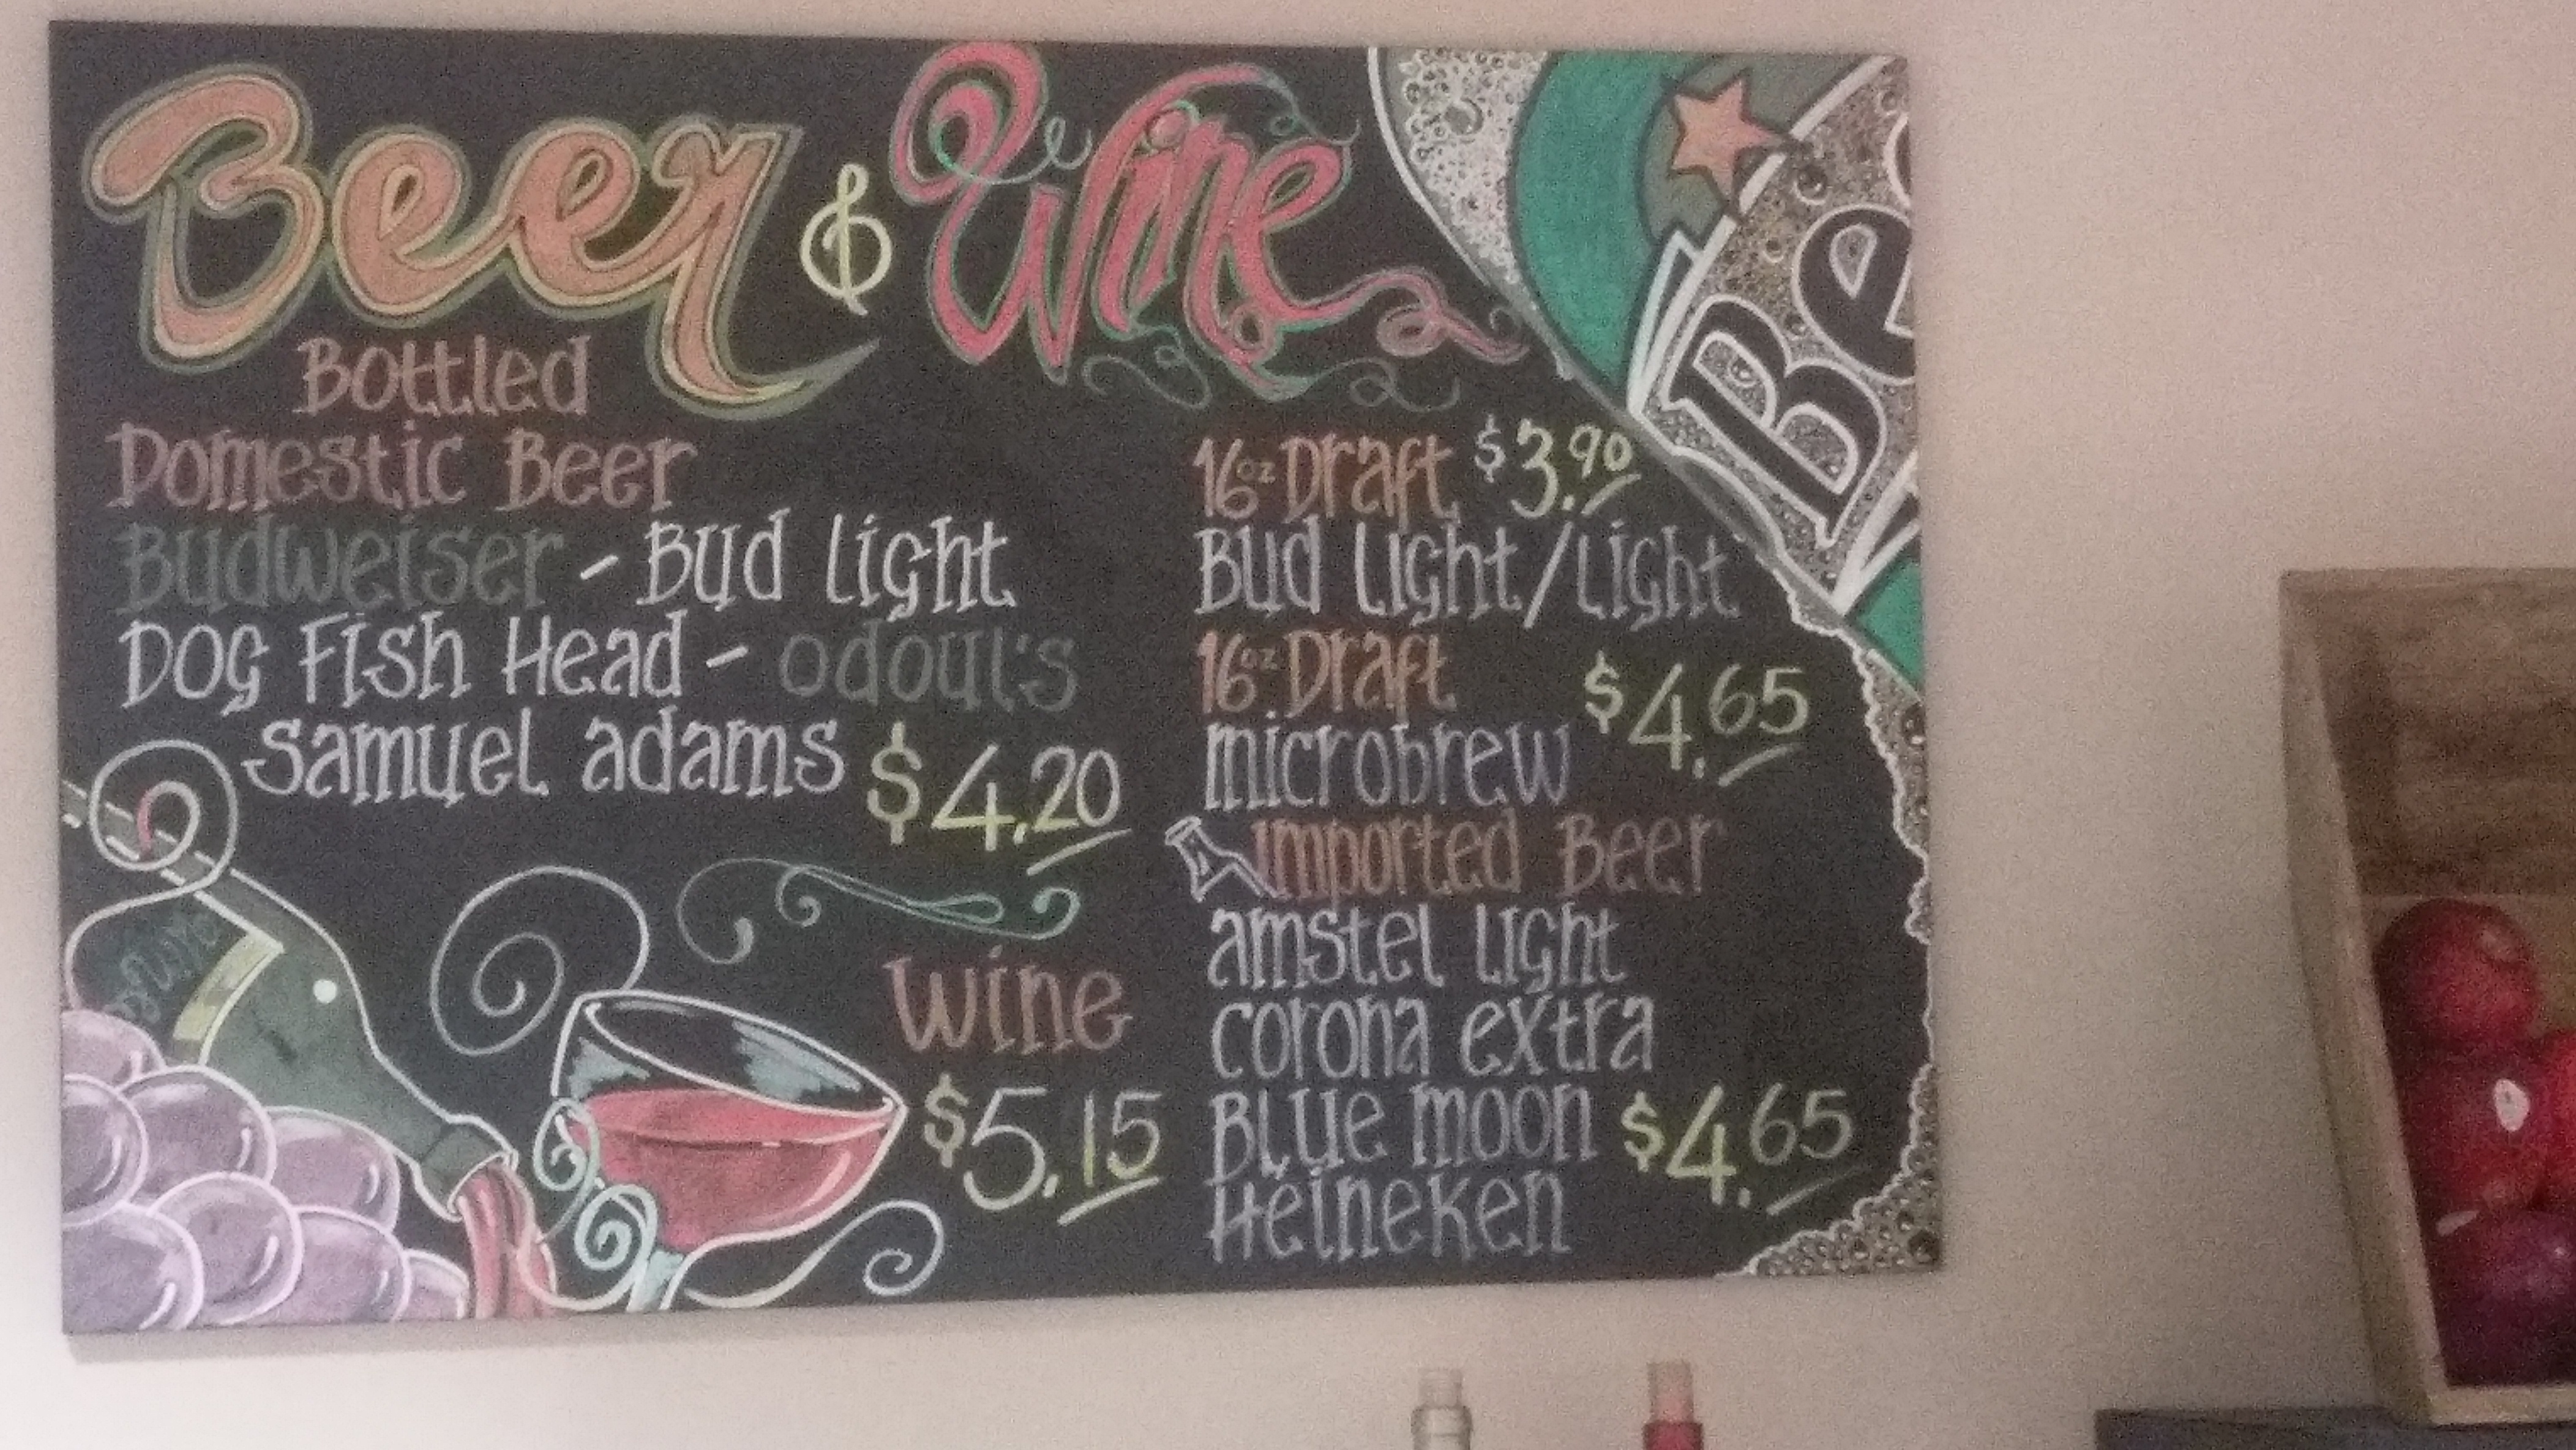 Beer & Wine
Bottled
Domestic Beer
Budweiser - Bud Light
Dog Fish Head - odoul's
Samuel adams $4.20
Wine
$5.15
16oz Draft $3.90
Bud Light/Light
16oz Draft
microbrew $4.65
imported Beer
amstel Light
corona extra
Blue moon $4.65
Heineken
Be